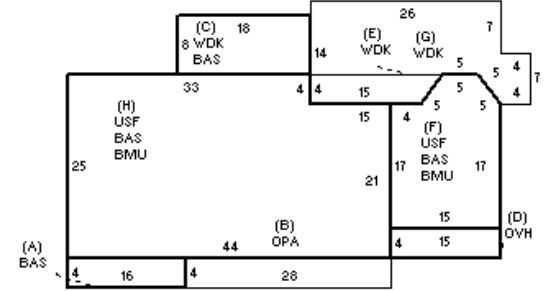 26
(C) 18
8 WDK
BAS
(E)
WDK
(G)
WDK
7
14
5
5
4
7
33
4 4
15
5
4
(H)
USF
BAS
BMU
15
4
5
5
(F)
USF
BAS
BMU
25
17
17
21
15
(B)
OPA
(D)
OVH
44
4
15
(A)
BAS
4
16
4
28